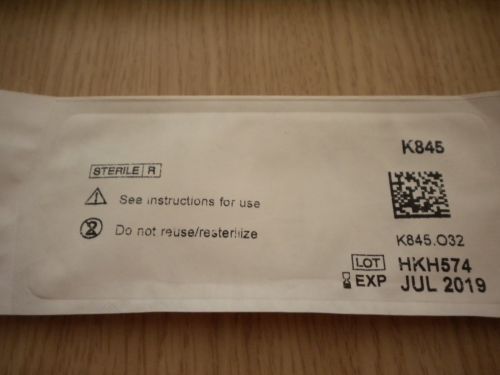 K845
STERILE R
See instructions for use
Do not reuse/resterilize
K845.O32
LOT HKH574
EXP JUL 2019